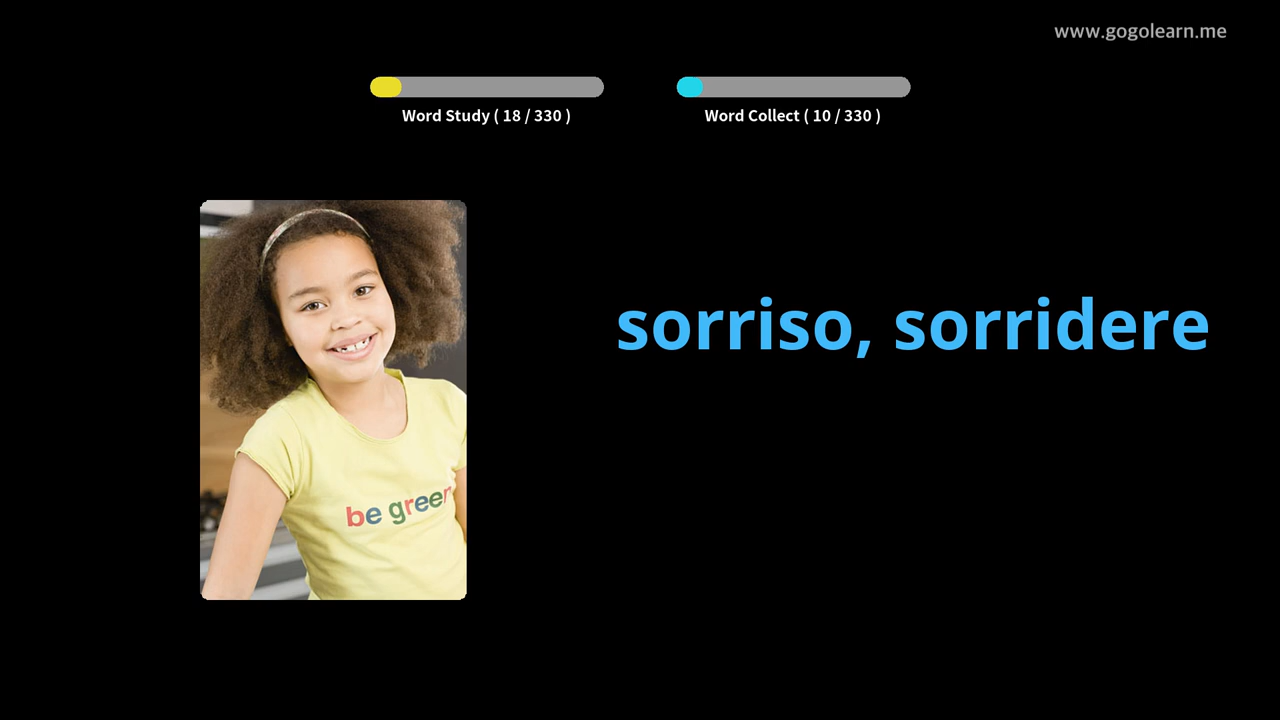 www.gogolearn.me
Word Study ( 18 / 330 )
Word Collect ( 10 / 330 )
sorriso, sorridere
be green